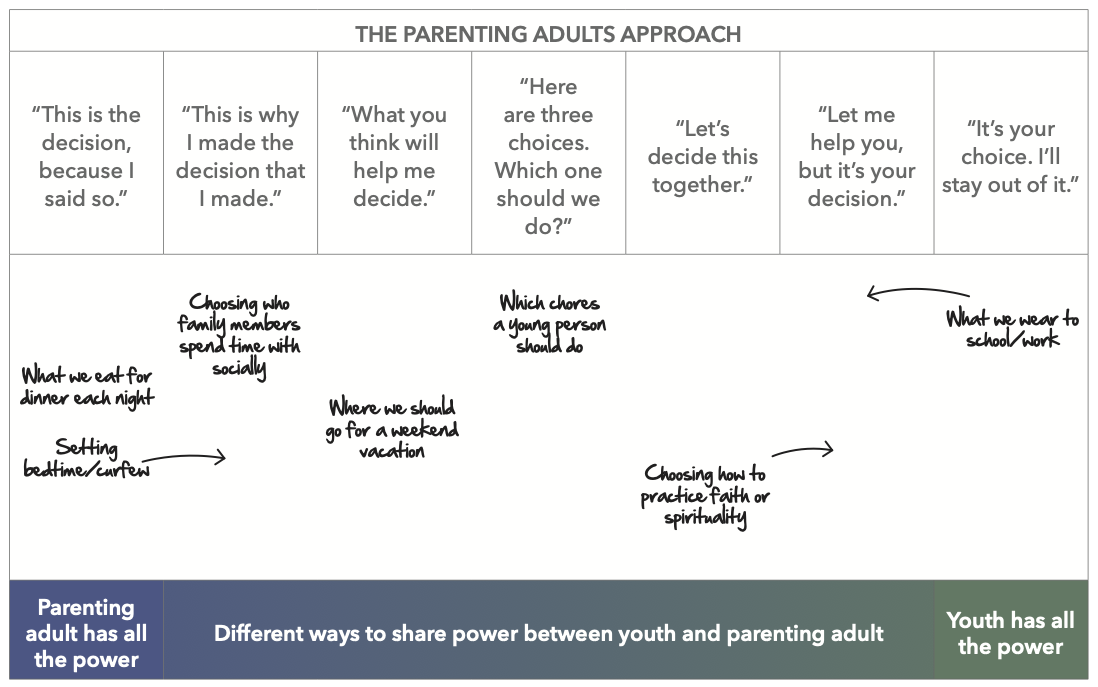 THE PARENTING ADULTS APPROACH
“This is the
decision,
because I
said so.”
“This is why
I made the
decision that
I made.”
“What you
think will
help me
decide.”
“Here
are three
choices.
Which one
should we
do?”
“Let’s
decide this
together.”
“Let me
help you,
but it’s your
decision.”
“It’s your
choice. I’ll
stay out of it.”
What we eat for
dinner each night
Setting
bedtime/curfew
Choosing who
family members
spend time with
socially
Where we should
go for a weekend
vacation
Which chores
a young person
should do
Choosing how to
practice faith or
spirituality
What we wear to
school/work
Parenting
adult has all
the power
Different ways to share power between youth and parenting adult
Youth has all
the power